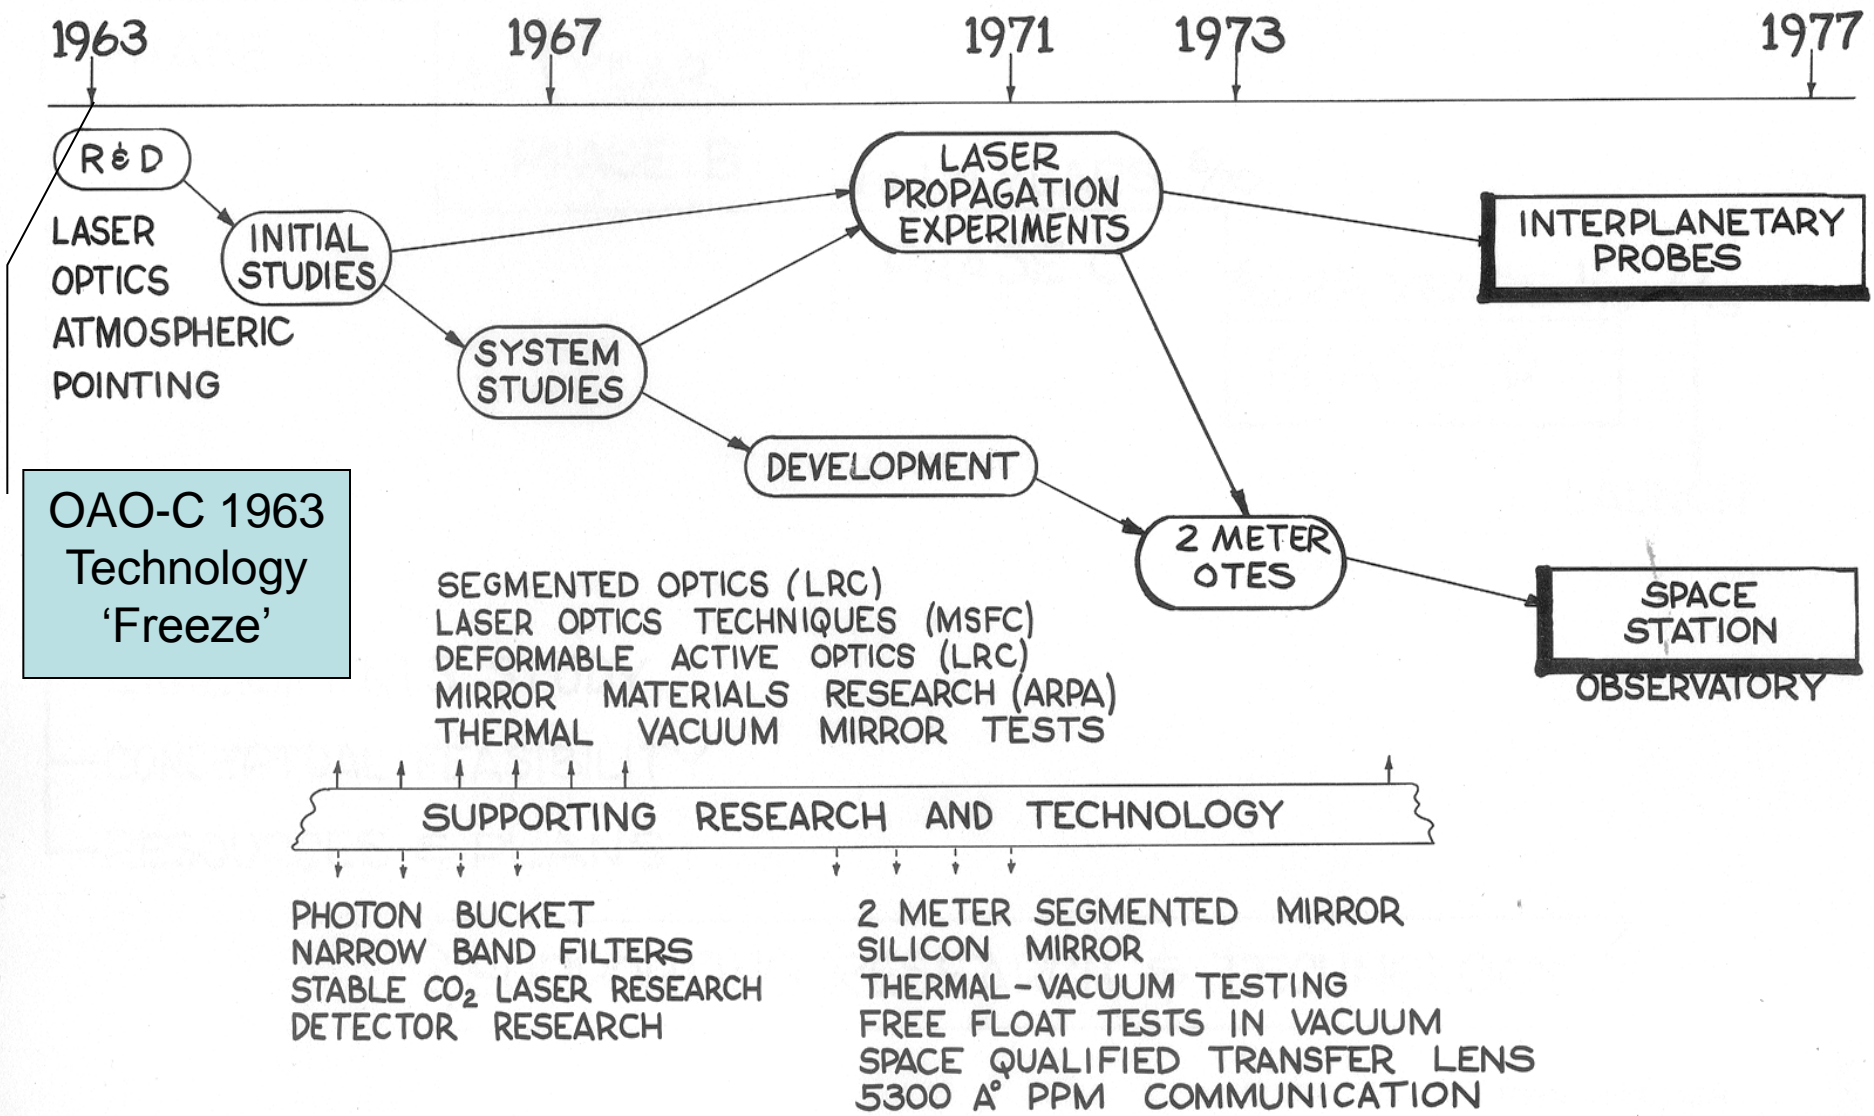 1963 1967 1971 1973 1977
R & D
LASER
OPTICS
ATMOSPHERIC
POINTING
INITIAL
STUDIES
SYSTEM
STUDIES
LASER
PROPAGATION
EXPERIMENTS
DEVELOPMENT
2 METER
OTES
INTERPLANETARY
PROBES
SPACE
STATION
OBSERVATORY
OAO-C 1963
Technology
‘Freeze’
SEGMENTED OPTICS (LRC)
LASER OPTICS TECHNIQUES (MSFC)
DEFORMABLE ACTIVE OPTICS (LRC)
MIRROR MATERIALS RESEARCH (ARPA)
THERMAL VACUUM MIRROR TESTS
SUPPORTING RESEARCH AND TECHNOLOGY
PHOTON BUCKET
NARROW BAND FILTERS
STABLE CO₂ LASER RESEARCH
DETECTOR RESEARCH
2 METER SEGMENTED MIRROR
SILICON MIRROR
THERMAL-VACUUM TESTING
FREE FLOAT TESTS IN VACUUM
SPACE QUALIFIED TRANSFER LENS
5300 A° PPM COMMUNICATION